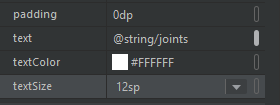 padding 0dp
text @string/joints
textColor #FFFFFF
textSize 12sp